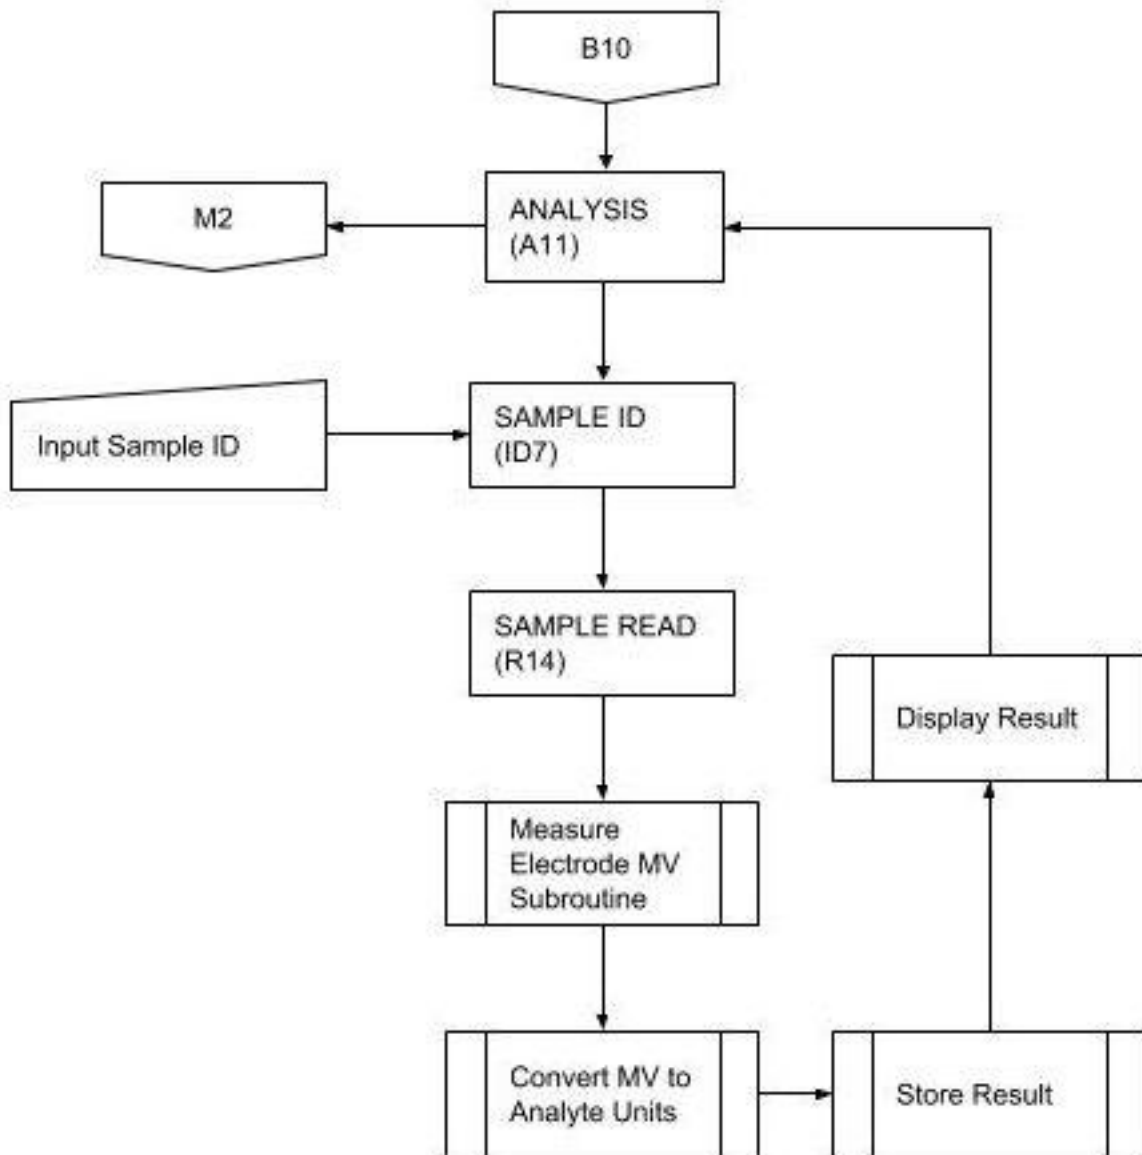 B10
M2
ANALYSIS
(A11)
Input Sample ID
SAMPLE ID
(ID7)
SAMPLE READ
(R14)
Display Result
Measure
Electrode MV
Subroutine
Convert MV to
Analyte Units
Store Result